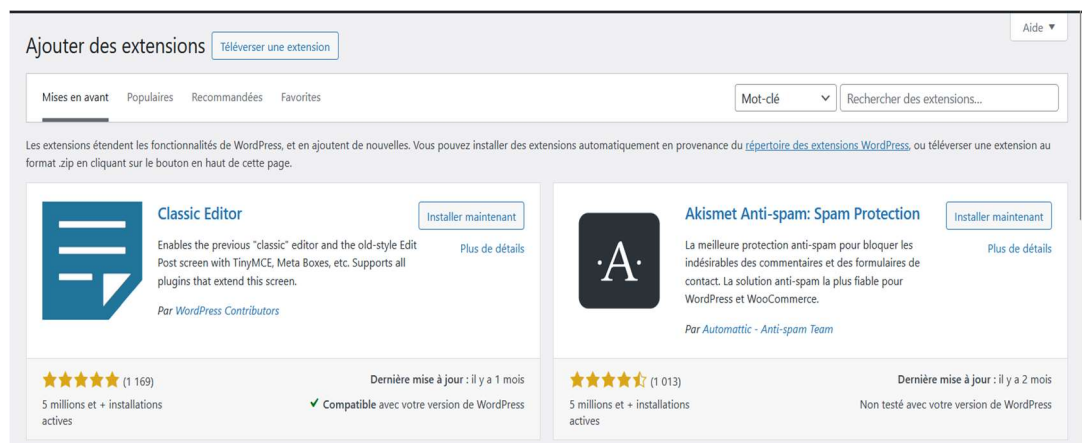 Aide ▼
Ajouter des extensions Téléverser une extension
Mises en avant Populaires Recommandées Favorites Mot-clé Rechercher des extensions...
Les extensions étendent les fonctionnalités de WordPress, et en ajoutent de nouvelles. Vous pouvez installer des extensions automatiquement en provenance du répertoire des extensions WordPress, ou téléverser une extension au
format .zip en cliquant sur le bouton en haut de cette page.
Classic Editor
Installer maintenant
Plus de détails
Enables the previous "classic" editor and the old-style Edit
Post screen with TinyMCE, Meta Boxes, etc. Supports all
plugins that extend this screen.
Par WordPress Contributors
(1 169)
5 millions et + installations
actives
Dernière mise à jour : il y a 1 mois
✔ Compatible avec votre version de WordPress
·A·
Akismet Anti-spam: Spam Protection
Installer maintenant
Plus de détails
La meilleure protection anti-spam pour bloquer les
indésirables des commentaires et des formulaires de
contact. La solution anti-spam la plus fiable pour
WordPress et WooCommerce.
Par Automattic - Anti-spam Team
(1 013)
5 millions et + installations
actives
Dernière mise à jour : il y a 2 mois
Non testé avec votre version de WordPress